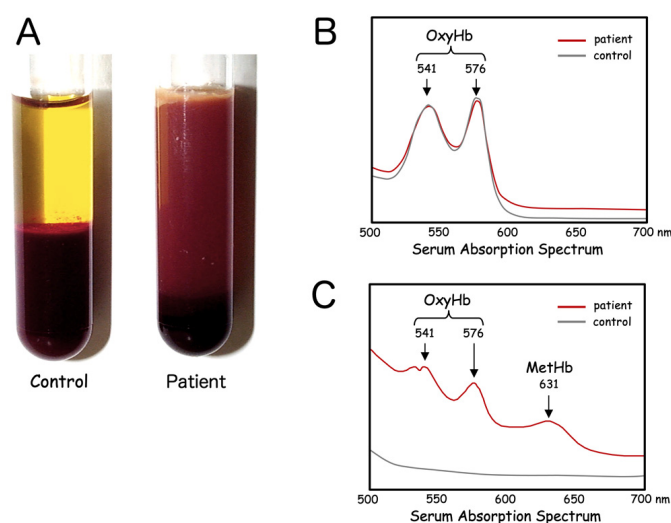 A
Control
Patient
B
OxyHb
541
576
patient
control
500
550
600
650
700 nm
Serum Absorption Spectrum
C
OxyHb
541
576
MetHb
631
patient
control
500
550
600
650
700 nm
Serum Absorption Spectrum